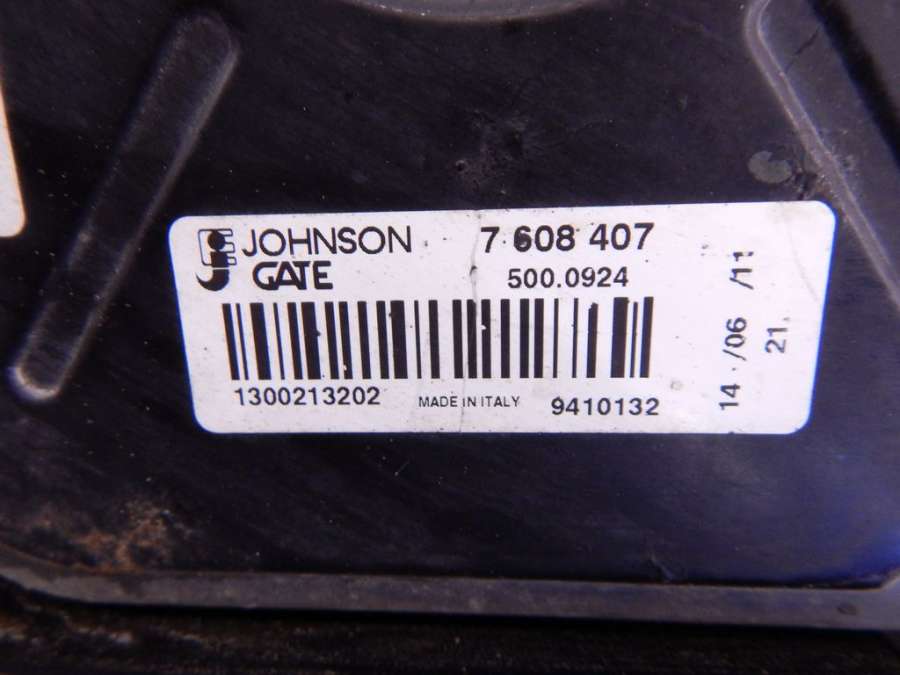 JOHNSON 7 608 407
GATE 500.0924
1300213202 MADE IN ITALY 9410132
14 /06 /11
21